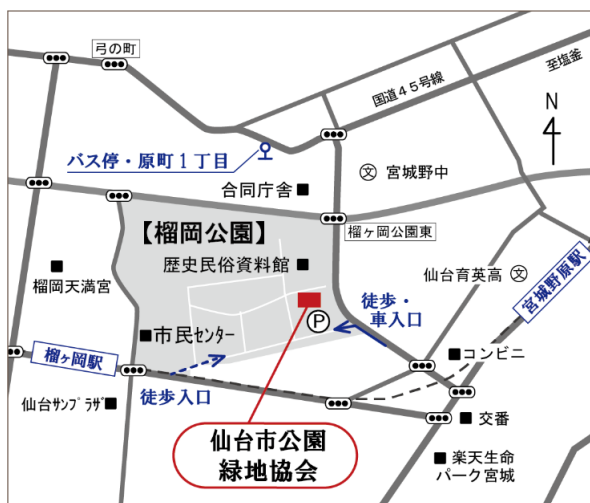 弓の町
国道45号線
至塩釜
N
バス停・原町1丁目
文 宮城野中
合同庁舎
【榴岡公園】
榴ヶ岡公園東
歴史民俗資料館
仙台育英高 文
宮城野原駅
榴岡天満宮
徒歩・
車入口
P
市民センター
榴ヶ岡駅
コンビニ
仙台サンプラザ
徒歩入口
交番
仙台市公園
緑地協会
楽天生命
パーク宮城